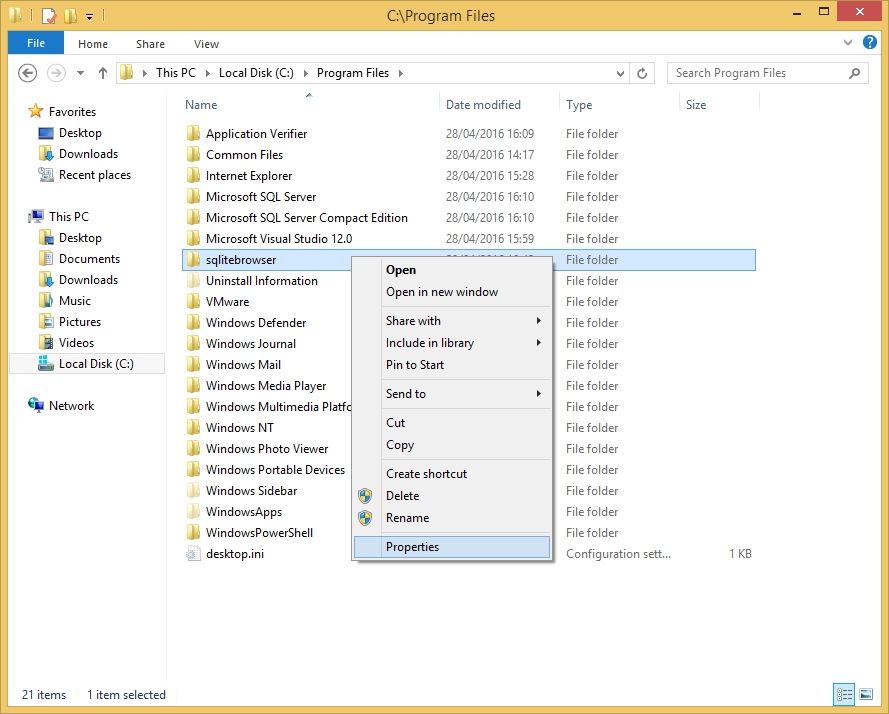 C:\Program Files
File Home Share View
This PC Local Disk (C:) Program Files Search Program Files
Name Date modified Type Size
Favorites
Desktop
Downloads
Recent places
This PC
Desktop
Documents
Downloads
Music
Pictures
Videos
Local Disk (C:)
Network
Application Verifier 28/04/2016 16:09 File folder
Common Files 28/04/2016 14:17 File folder
Internet Explorer 28/04/2016 15:28 File folder
Microsoft SQL Server 28/04/2016 16:10 File folder
Microsoft SQL Server Compact Edition 28/04/2016 16:10 File folder
Microsoft Visual Studio 12.0 28/04/2016 15:59 File folder
sqlitebrowser File folder
Uninstall Information File folder
VMware File folder
Windows Defender File folder
Windows Journal File folder
Windows Mail File folder
Windows Media Player File folder
Windows Multimedia Platfo File folder
Windows NT File folder
Windows Photo Viewer File folder
Windows Portable Devices File folder
Windows Sidebar File folder
WindowsApps File folder
WindowsPowerShell File folder
desktop.ini Configuration sett... 1 KB
Open
Open in new window
Share with
Include in library
Pin to Start
Send to
Cut
Copy
Create shortcut
Delete
Rename
Properties
21 items 1 item selected